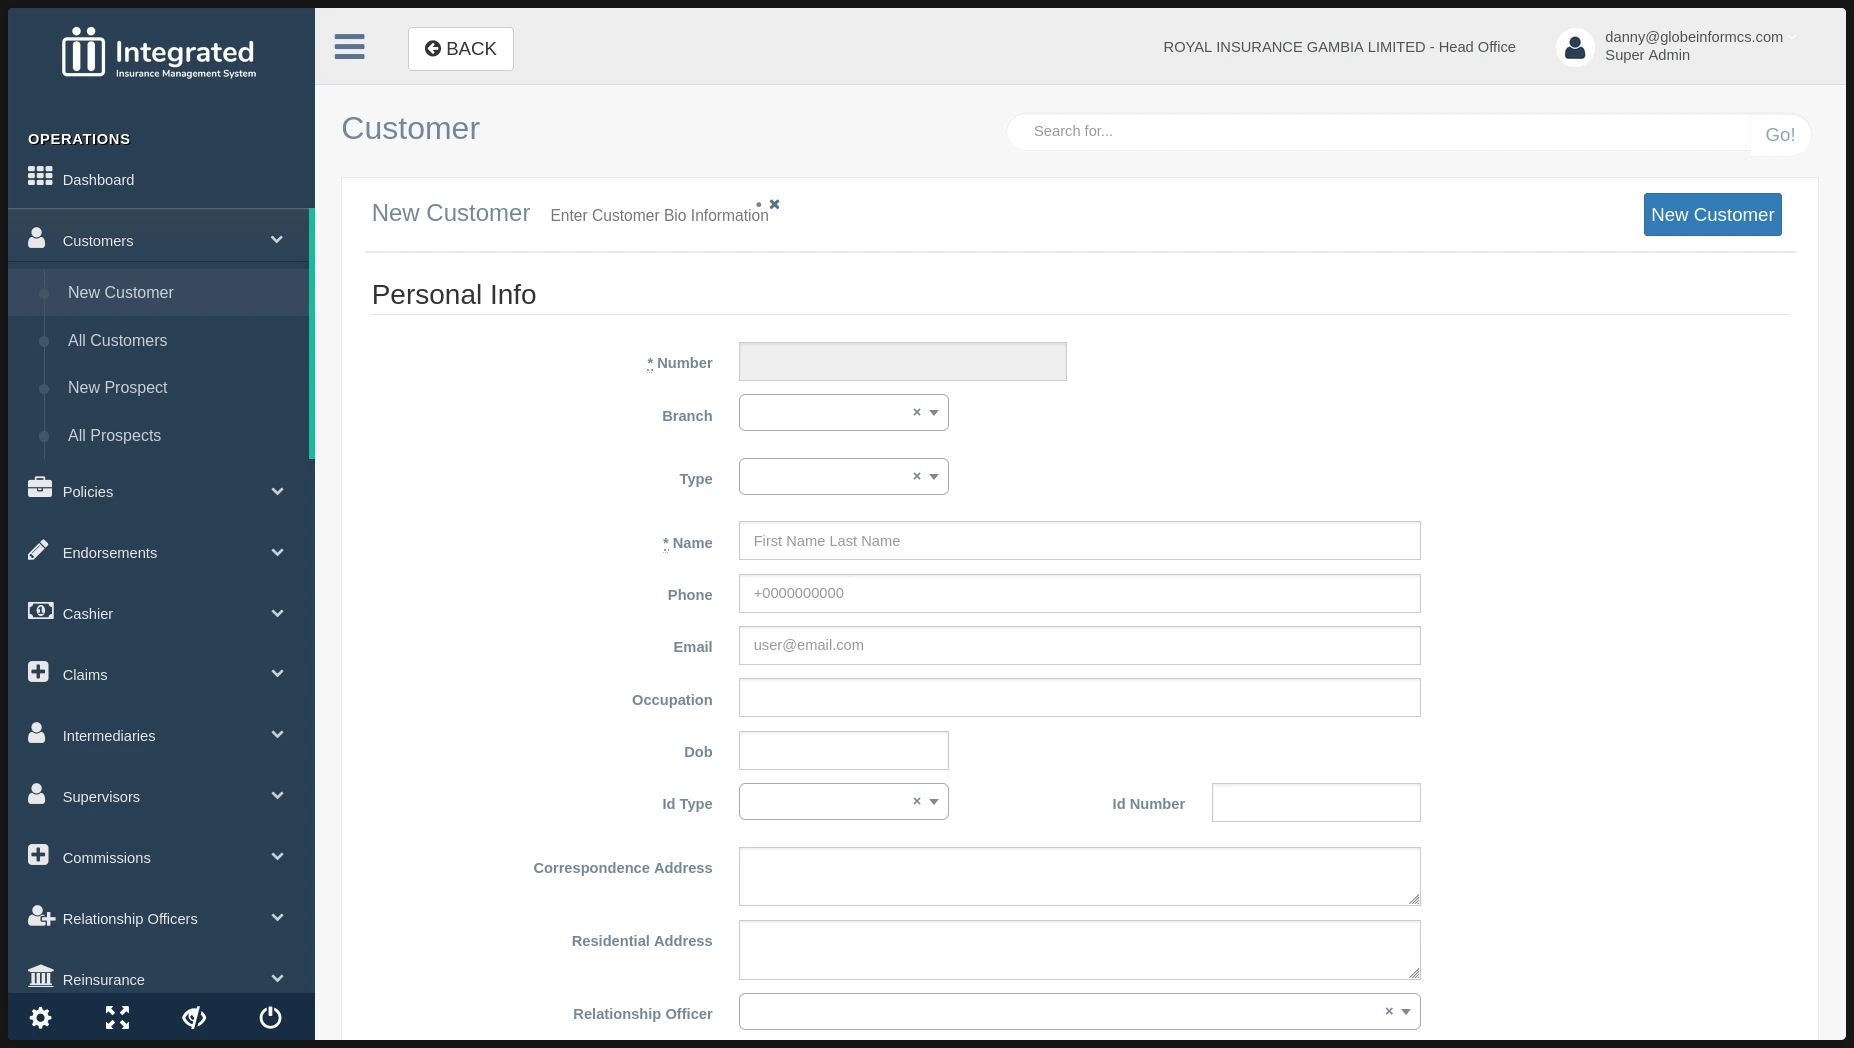 Integrated
Insurance Management System
BACK
ROYAL INSURANCE GAMBIA LIMITED - Head Office
danny@globeinformcs.com
Super Admin
OPERATIONS
Dashboard
Customers
New Customer
All Customers
New Prospect
All Prospects
Policies
Endorsements
Cashier
Claims
Intermediaries
Supervisors
Commissions
Relationship Officers
Reinsurance
Customer
Search for...
Go!
New Customer Enter Customer Bio Information
New Customer
Personal Info
* Number
Branch ×
Type ×
* Name First Name Last Name
Phone +0000000000
Email user@email.com
Occupation
Dob
Id Type × Id Number
Correspondence Address
Residential Address
Relationship Officer ×